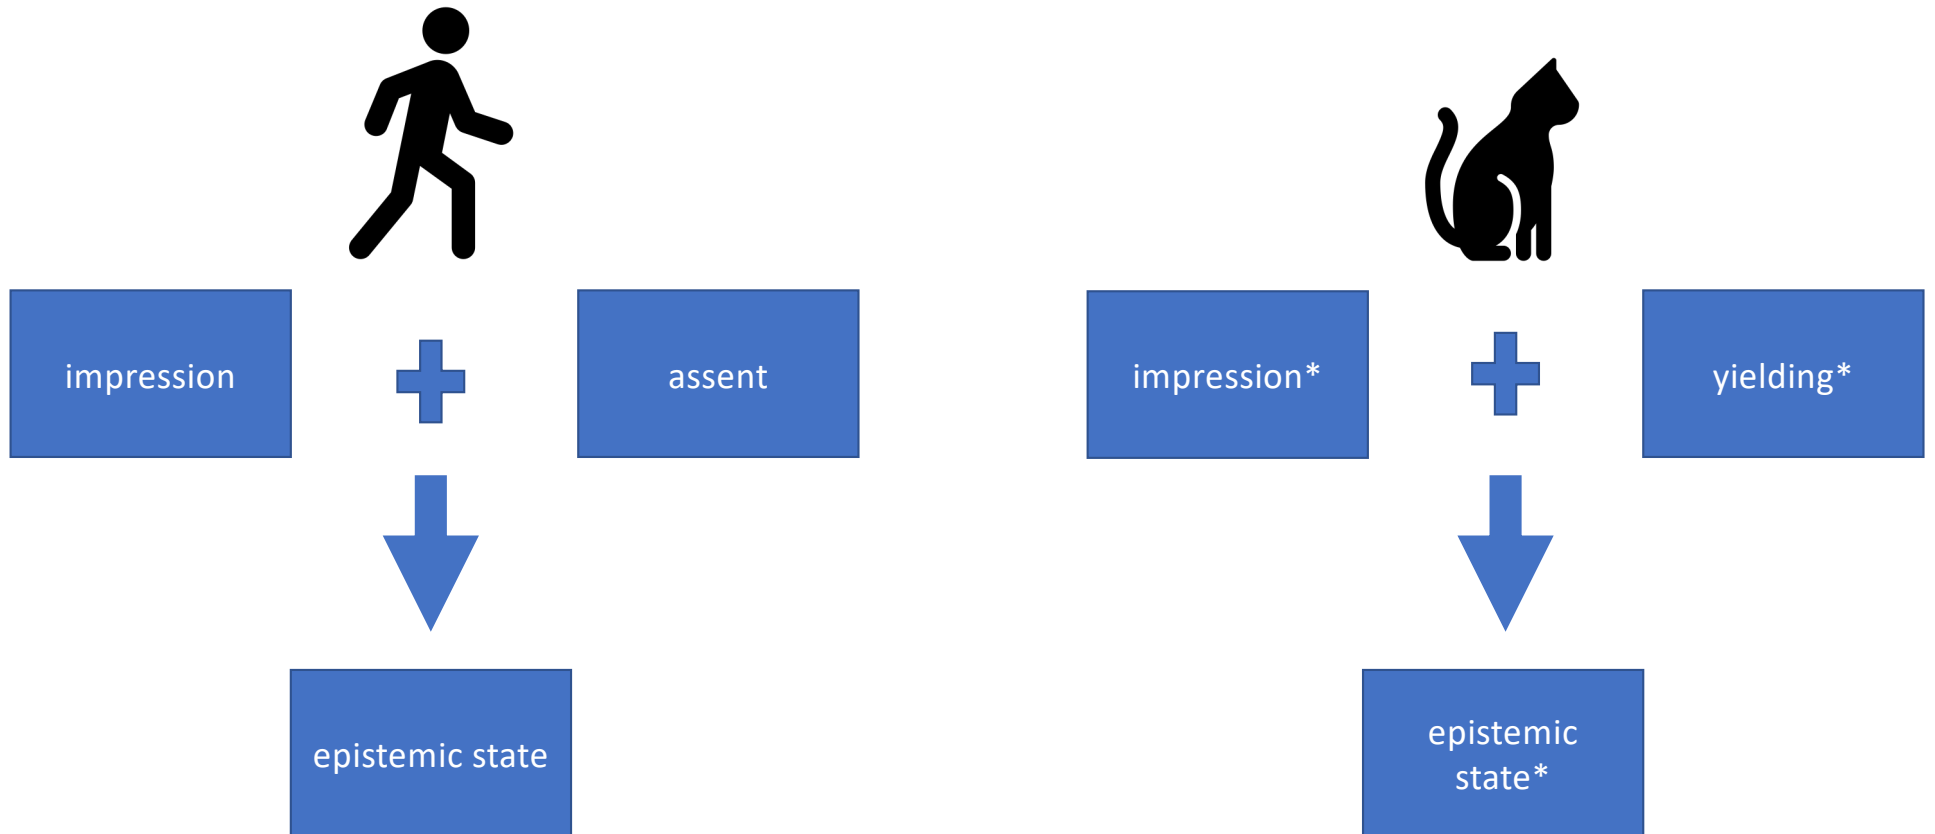 impression
assent
impression*
yielding*
epistemic state
epistemic
state*